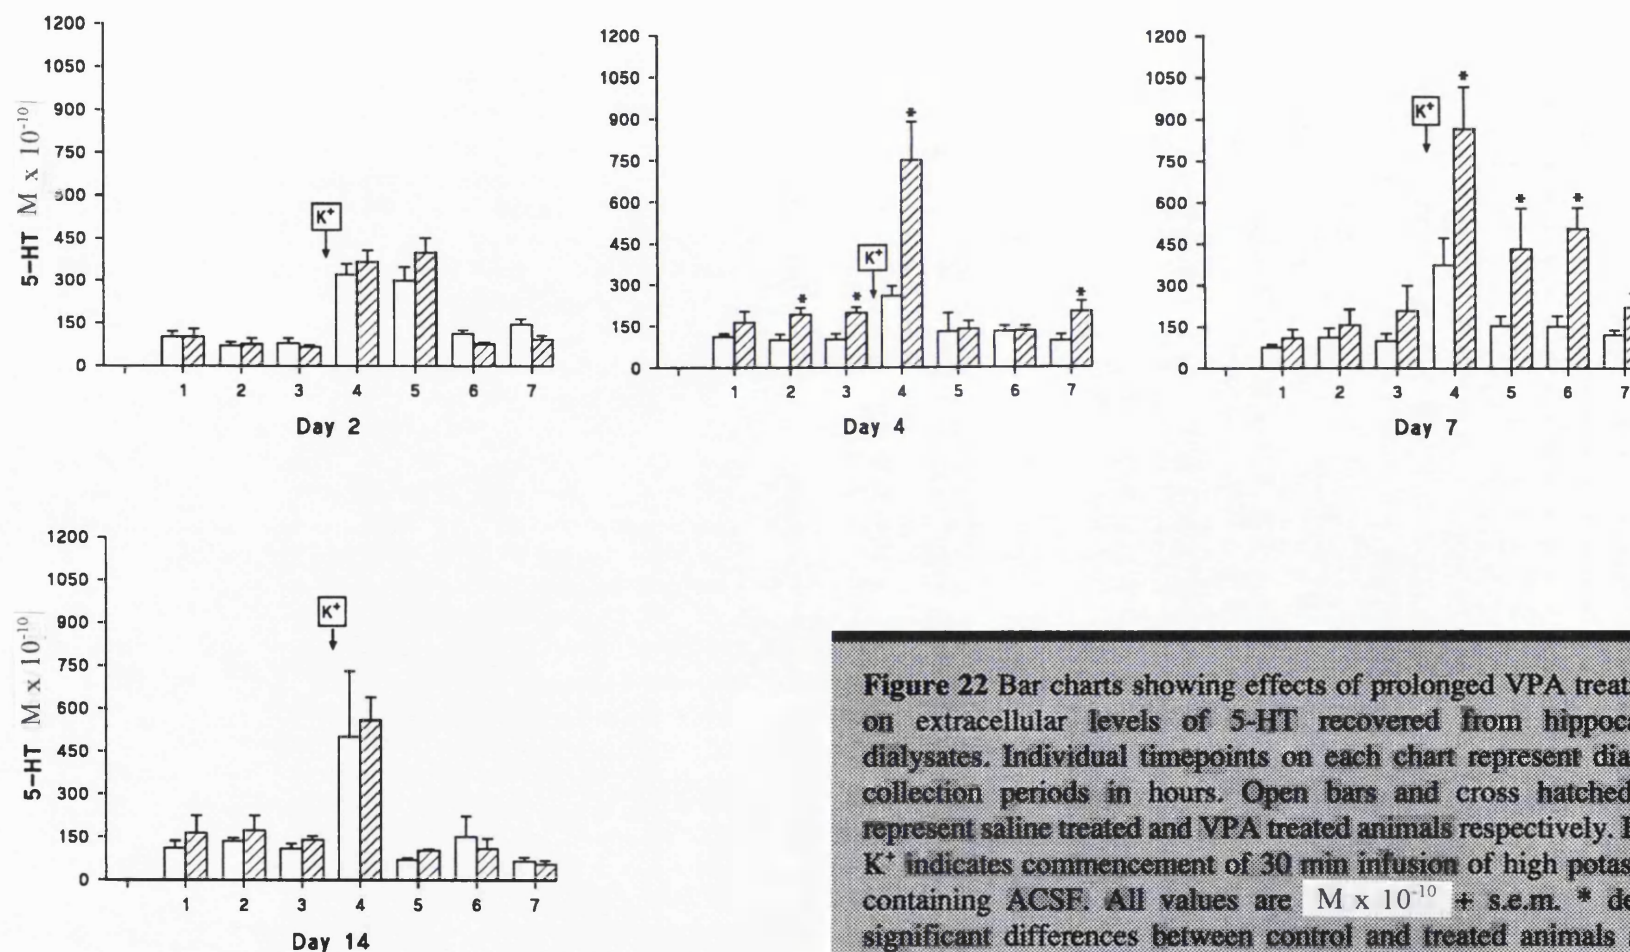 1200
1050
900
750
600
450
300
150
0
5-HT M x 10-10|
K+
1 2 3 4 5 6 7
Day 2
1200
1050
900
750
600
450
300
150
0
K+
* * * *
1 2 3 4 5 6 7
Day 4
1200
1050
900
750
600
450
300
150
0
K+
* * *
1 2 3 4 5 6 7
Day 7
1200
1050
900
750
600
450
300
150
0
5-HT M x 10-10|
K+
1 2 3 4 5 6 7
Day 14
Figure 22 Bar charts showing effects of prolonged VPA treati
on extracellular levels of 5-HT recovered from hippoca
dialysates. Individual timepoints on each chart represent dia
collection periods in hours. Open bars and cross hatched
represent saline treated and VPA treated animals respectively.
K+ indicates commencement of 30 min infusion of high potas
containing ACSF. All values are M x 10-10 + s.e.m. * de
significant differences between control and treated animals